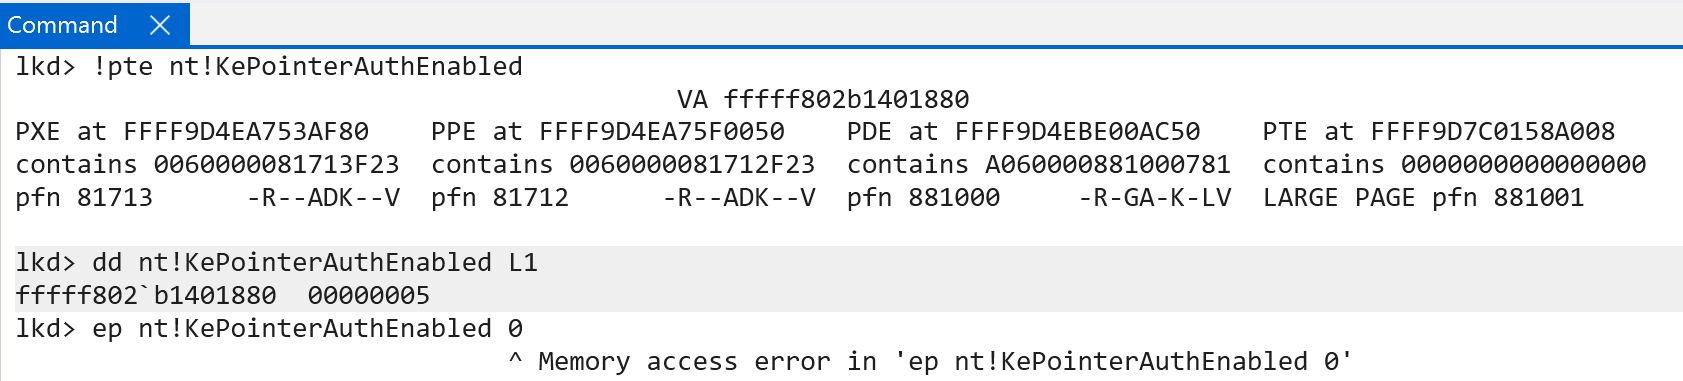 Command
lkd> !pte nt!KePointerAuthEnabled
VA fffff802b1401880
PXE at FFFF9D4EA753AF80    PPE at FFFF9D4EA75F0050    PDE at FFFF9D4EBE00AC50    PTE at FFFF9D7C0158A008
contains 0060000081713F23  contains 0060000081712F23  contains A060000881000781  contains 0000000000000000
pfn 81713      -R--ADK--V  pfn 81712      -R--ADK--V  pfn 881000     -R-GA-K-LV  LARGE PAGE pfn 881001
lkd> dd nt!KePointerAuthEnabled L1
fffff802`b1401880  00000005
lkd> ep nt!KePointerAuthEnabled 0
^ Memory access error in 'ep nt!KePointerAuthEnabled 0'